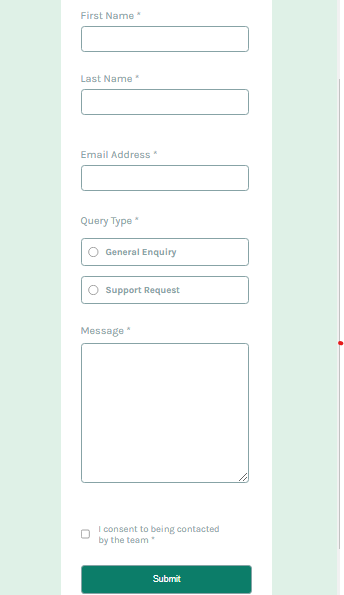 First Name *
Last Name *
Email Address *
Query Type *
General Enquiry
Support Request
Message *
I consent to being contacted
by the team *
Submit